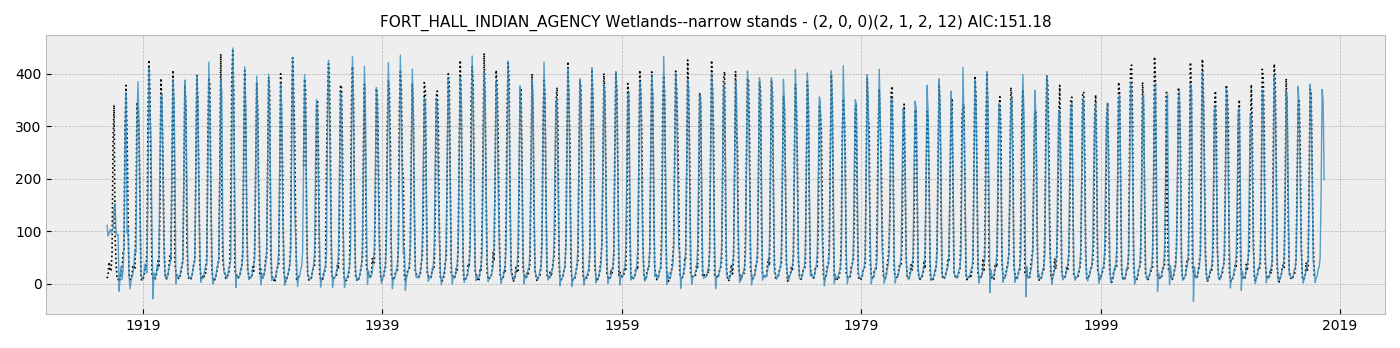 FORT_HALL_INDIAN_AGENCY Wetlands--narrow stands - (2, 0, 0)(2, 1, 2, 12) AIC:151.18
400
300
200
100
0
1919 1939 1959 1979 1999 2019